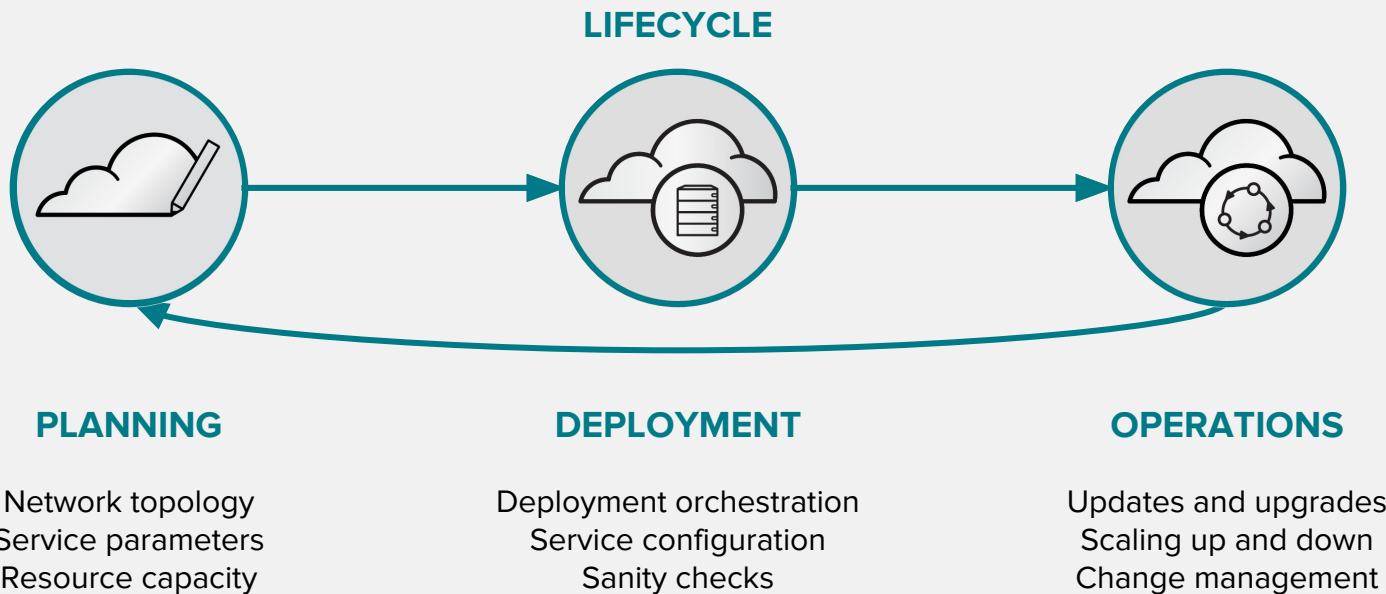 LIFECYCLE
PLANNING
Network topology
Service parameters
Resource capacity
DEPLOYMENT
Deployment orchestration
Service configuration
Sanity checks
OPERATIONS
Updates and upgrades
Scaling up and down
Change management